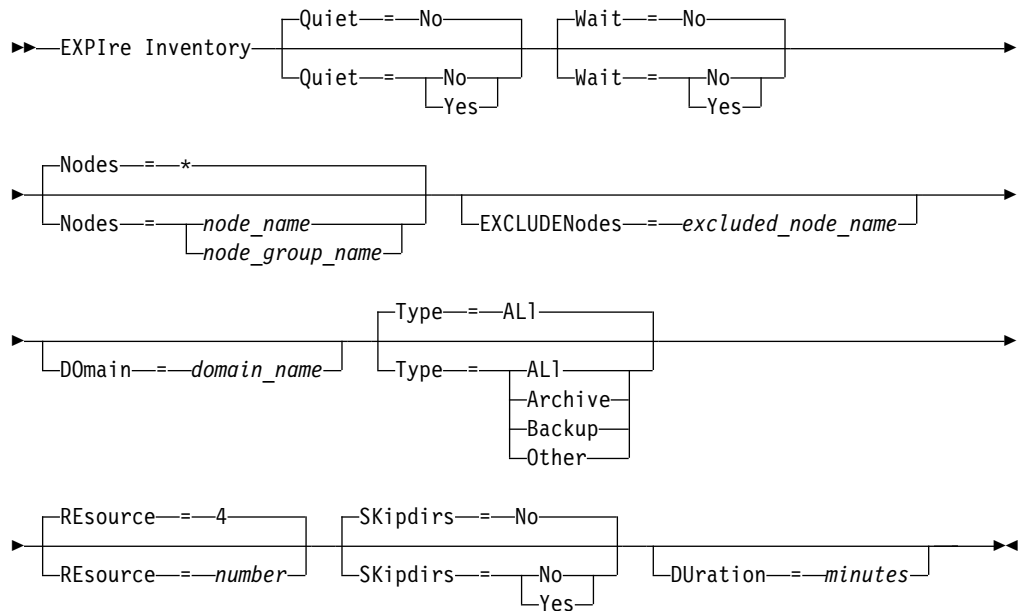 Quiet = No Wait = No
EXPIre Inventory
Quiet = No Wait = No
Yes Yes
Nodes = *
Nodes = node_name EXCLUDENodes = excluded_node_name
node_group_name
Type = ALl
DOmain = domain_name Type = ALl
Archive
Backup
Other
REsource = 4 SKipdirs = No
REsource = number SKipdirs = No DUration = minutes
Yes